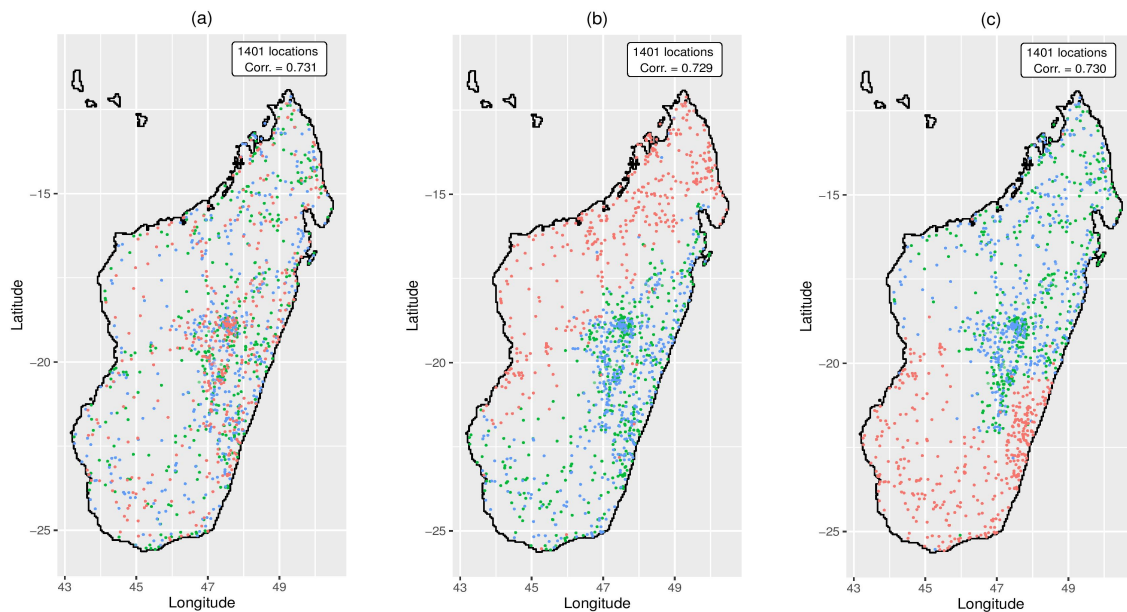 (a)
1401 locations
Corr. = 0.731
Latitude
−15
−20
−25
43
45
47
49
Longitude
(b)
1401 locations
Corr. = 0.729
Latitude
−15
−20
−25
43
45
47
49
Longitude
(c)
1401 locations
Corr. = 0.730
Latitude
−15
−20
−25
43
45
47
49
Longitude